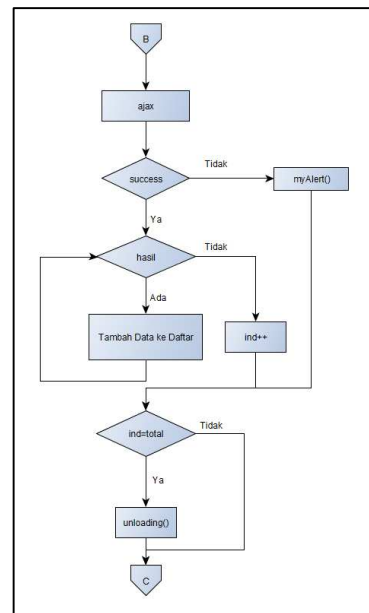 B
ajax
success
Tidak
myAlert()
Ya
hasil
Tidak
Ada
Tambah Data ke Daftar
ind++
ind=total
Tidak
Ya
unloading()
C